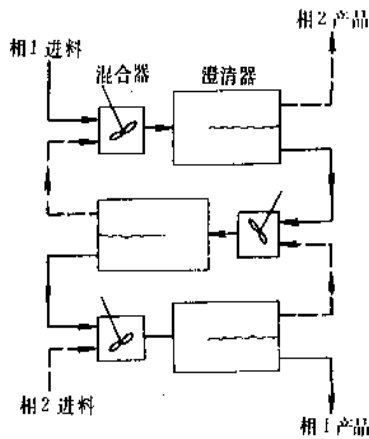 相2产品
相1进料
混合器
澄清器
相2进料
相1产品